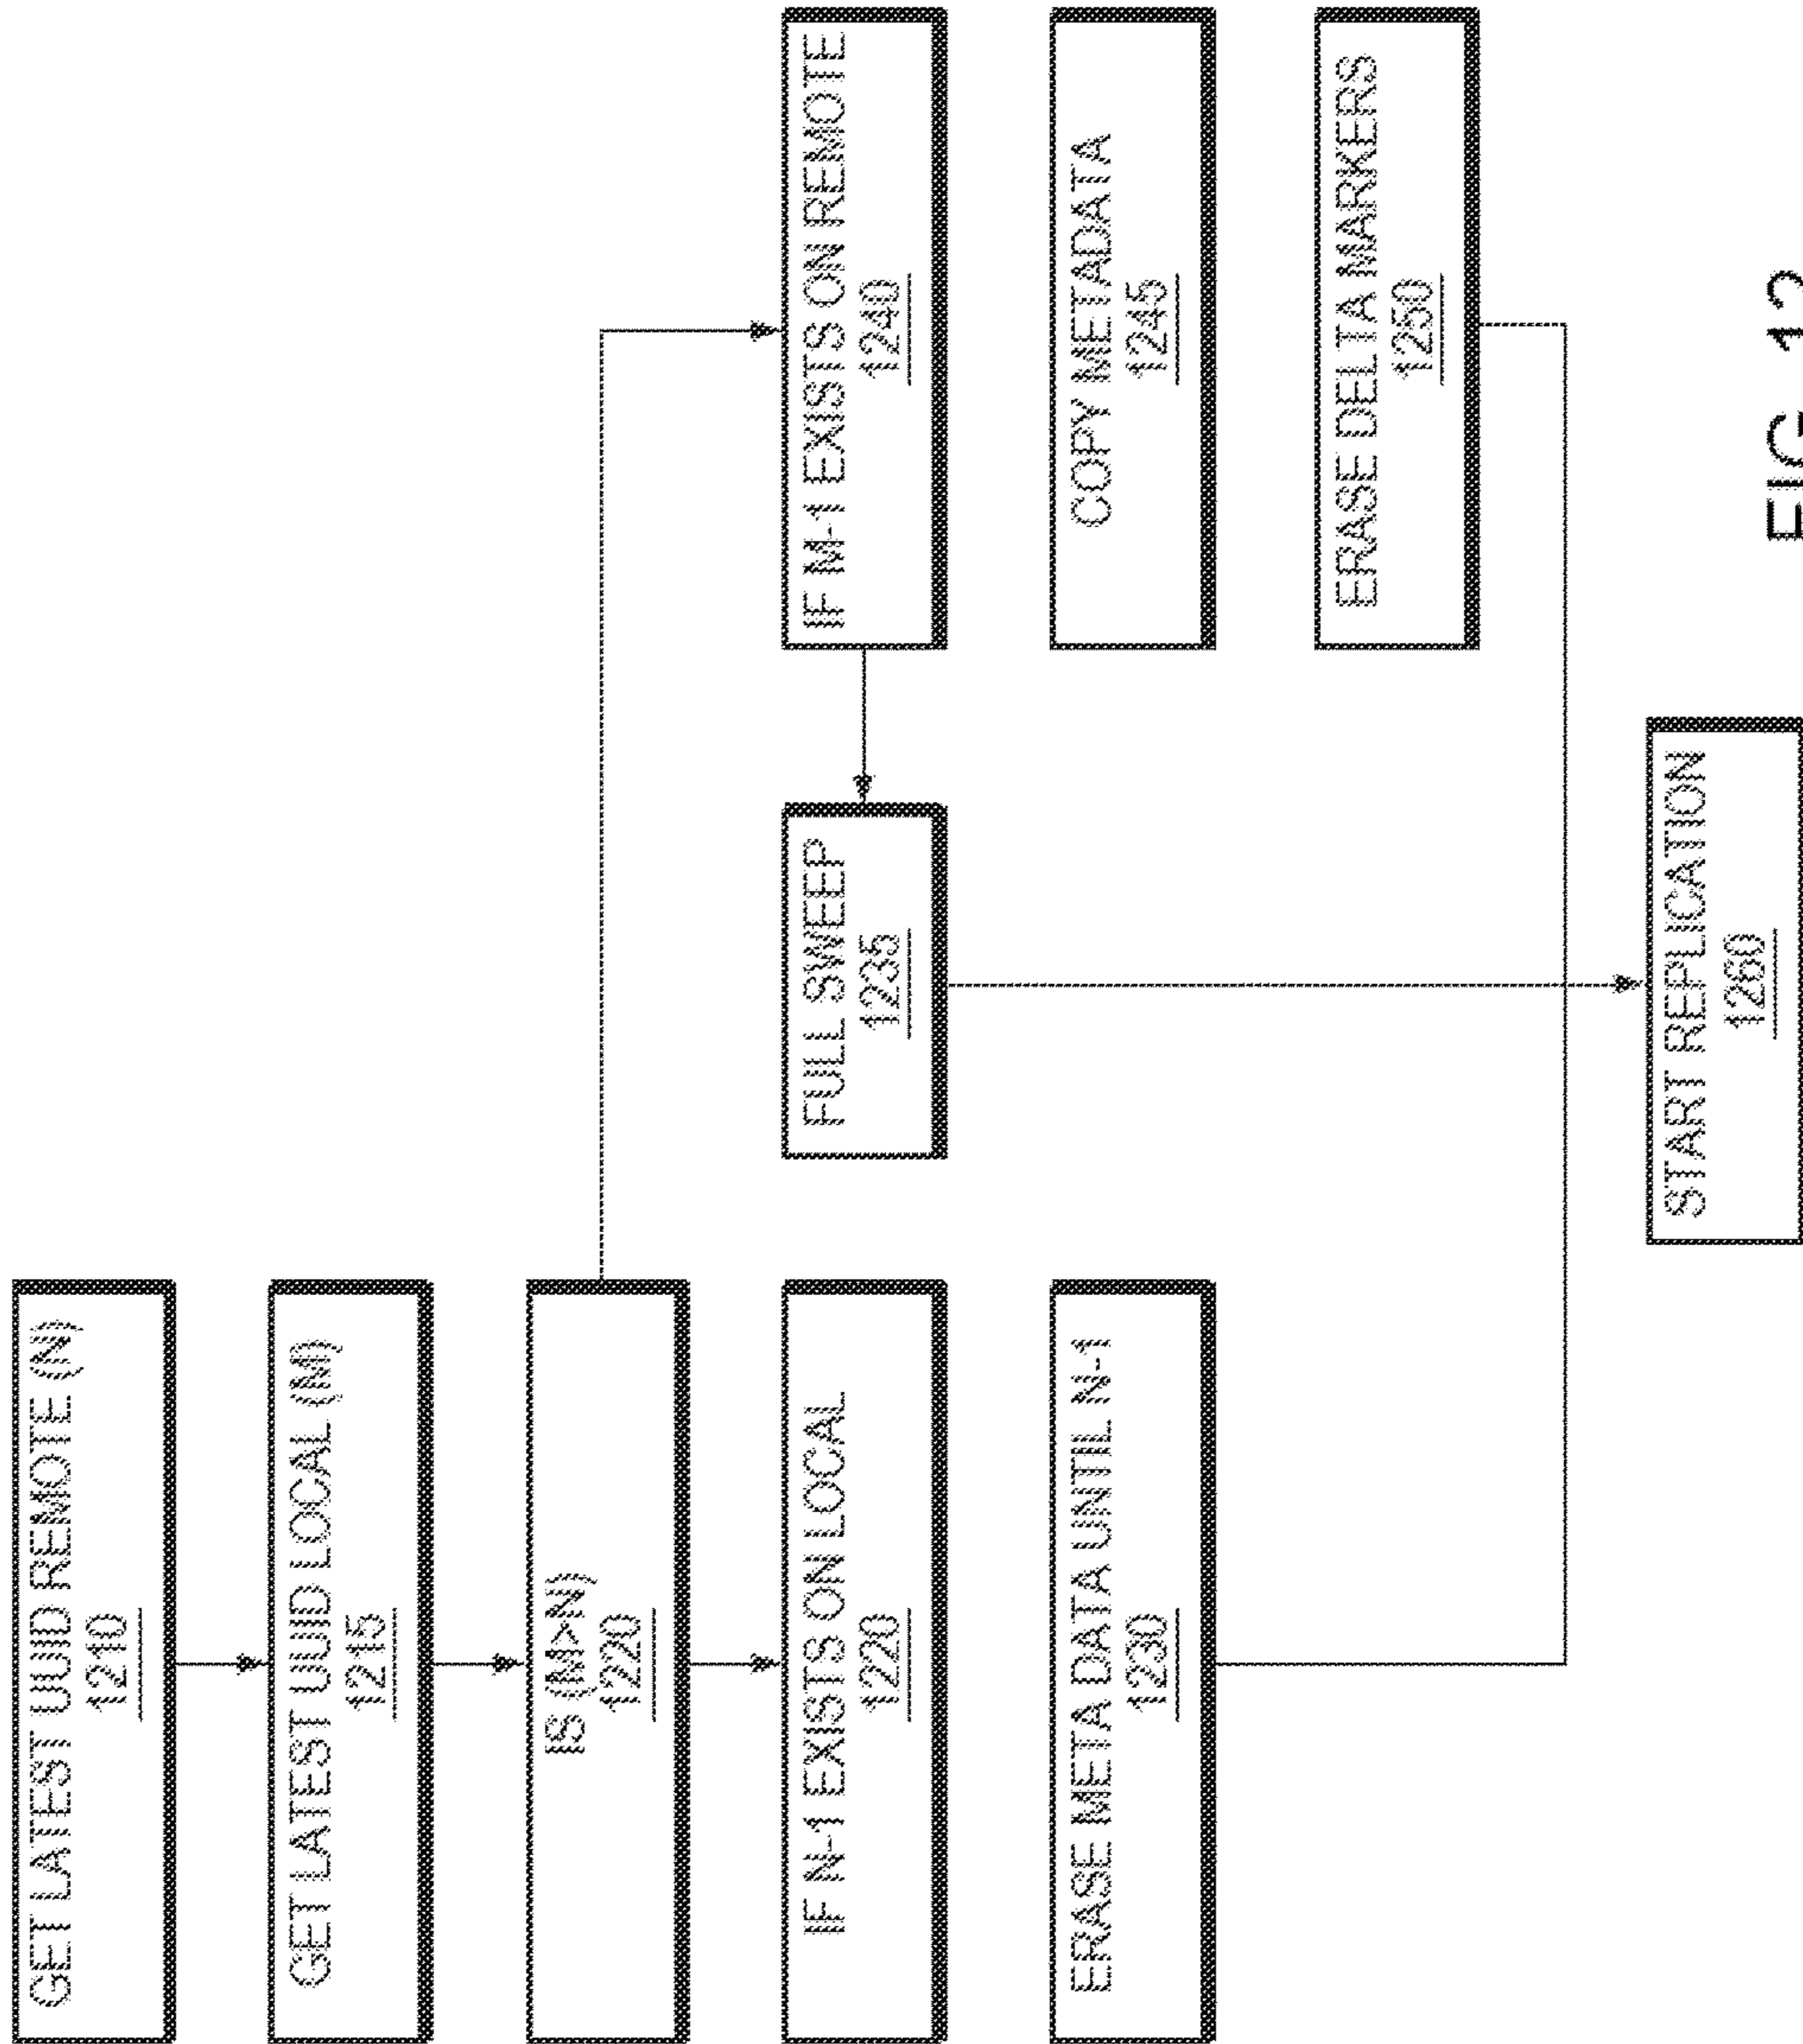 GET LATEST UUID REMOTE (N)
1210
GET LATEST UUID LOCAL (M)
1215
IS (M>N)
1220
IF N-1 EXISTS ON LOCAL
1220
ERASE META DATA UNTIL N-1
1230
FULL SWEEP
1235
IF M-1 EXISTS ON REMOTE
1240
COPY METADATA
1245
ERASE DELTA MARKERS
1250
START REPLICATION
1260
FIG. 12